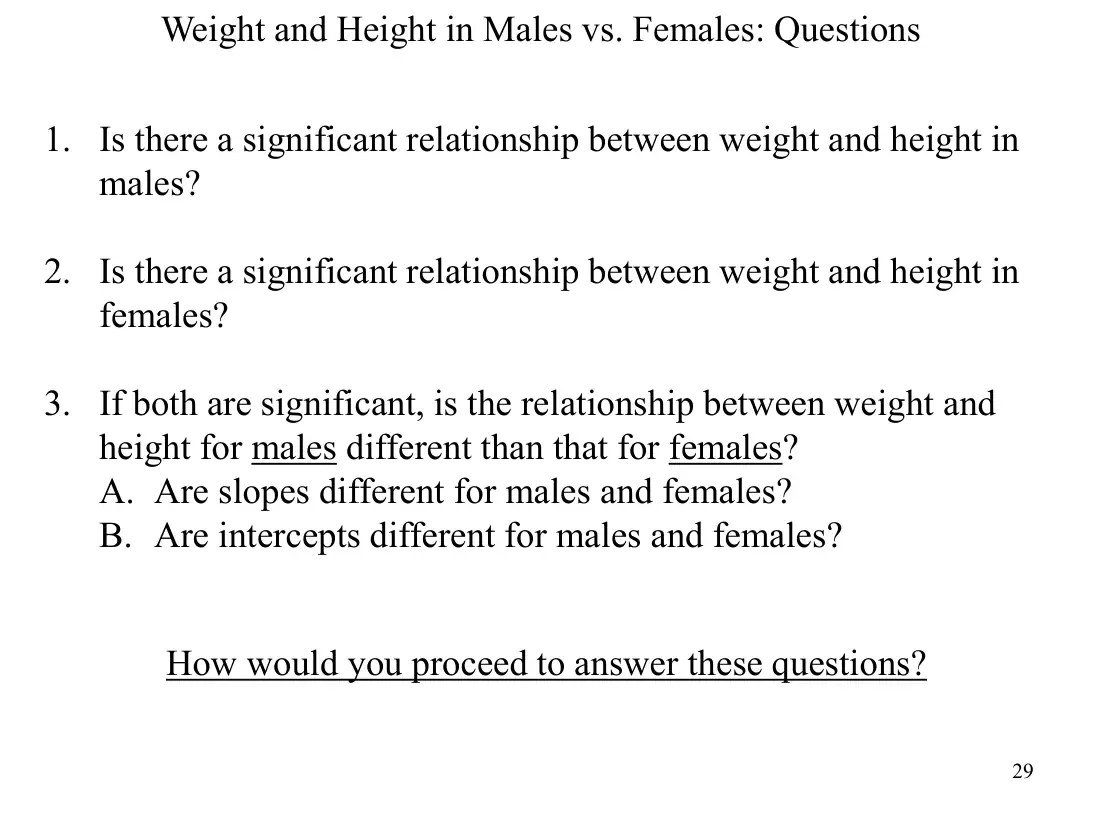 Weight and Height in Males vs. Females: Questions
1. Is there a significant relationship between weight and height in
males?
2. Is there a significant relationship between weight and height in
females?
3. If both are significant, is the relationship between weight and
height for males different than that for females?
A. Are slopes different for males and females?
B. Are intercepts different for males and females?
How would you proceed to answer these questions?
29